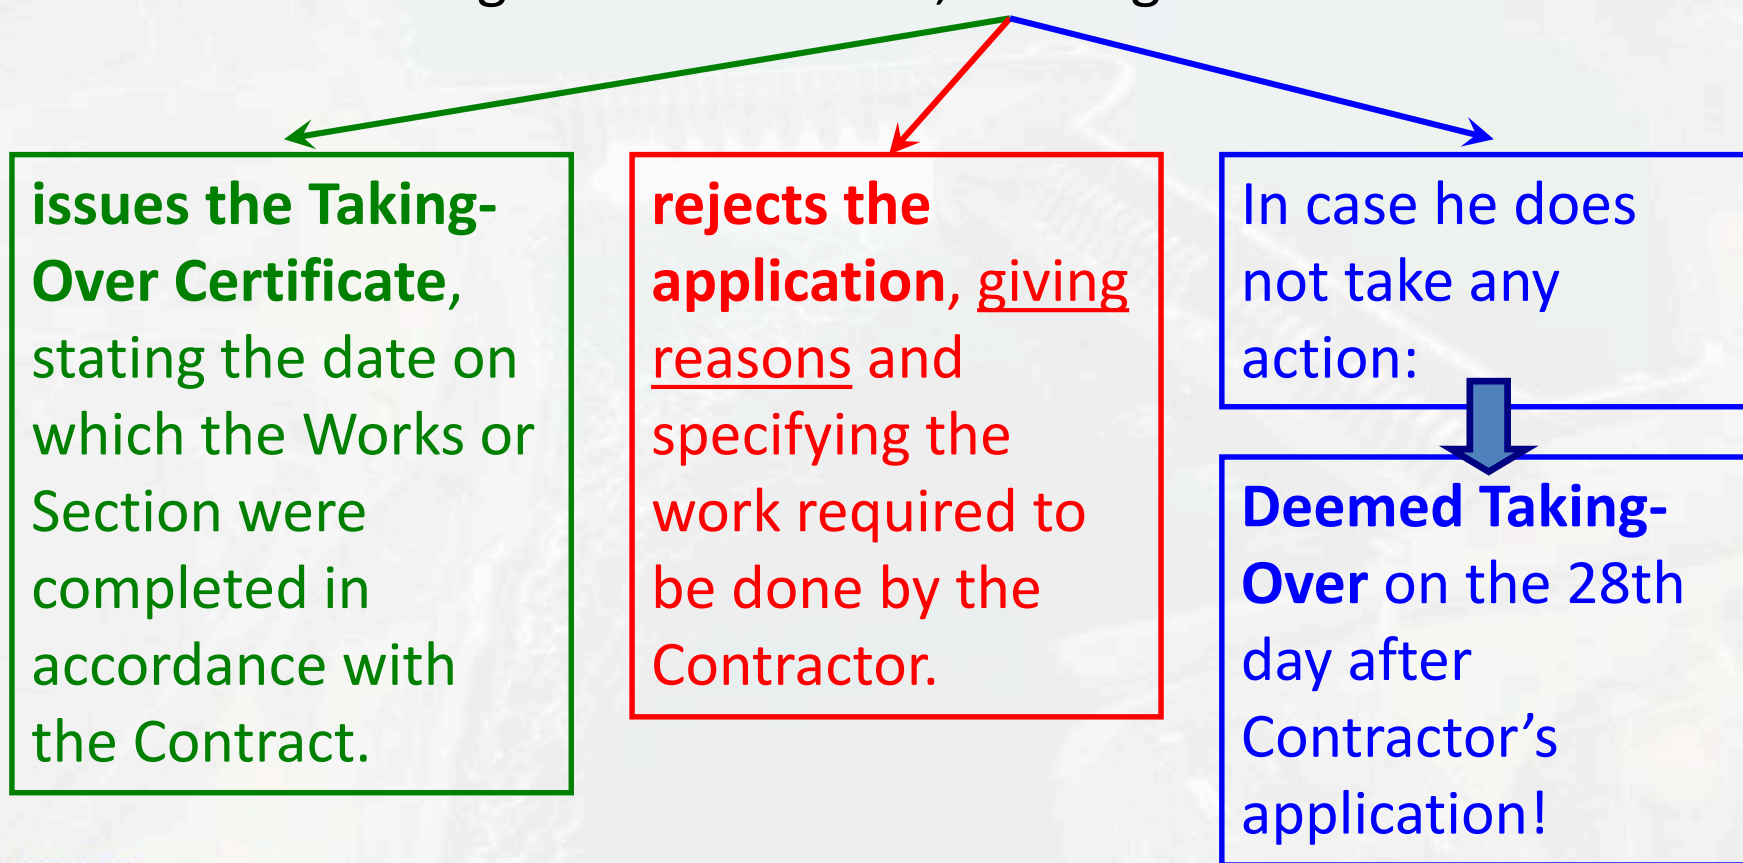 issues the Taking-
Over Certificate,
stating the date on
which the Works or
Section were
completed in
accordance with
the Contract.
rejects the
application, giving
reasons and
specifying the
work required to
be done by the
Contractor.
In case he does
not take any
action:
Deemed Taking-
Over on the 28th
day after
Contractor’s
application!